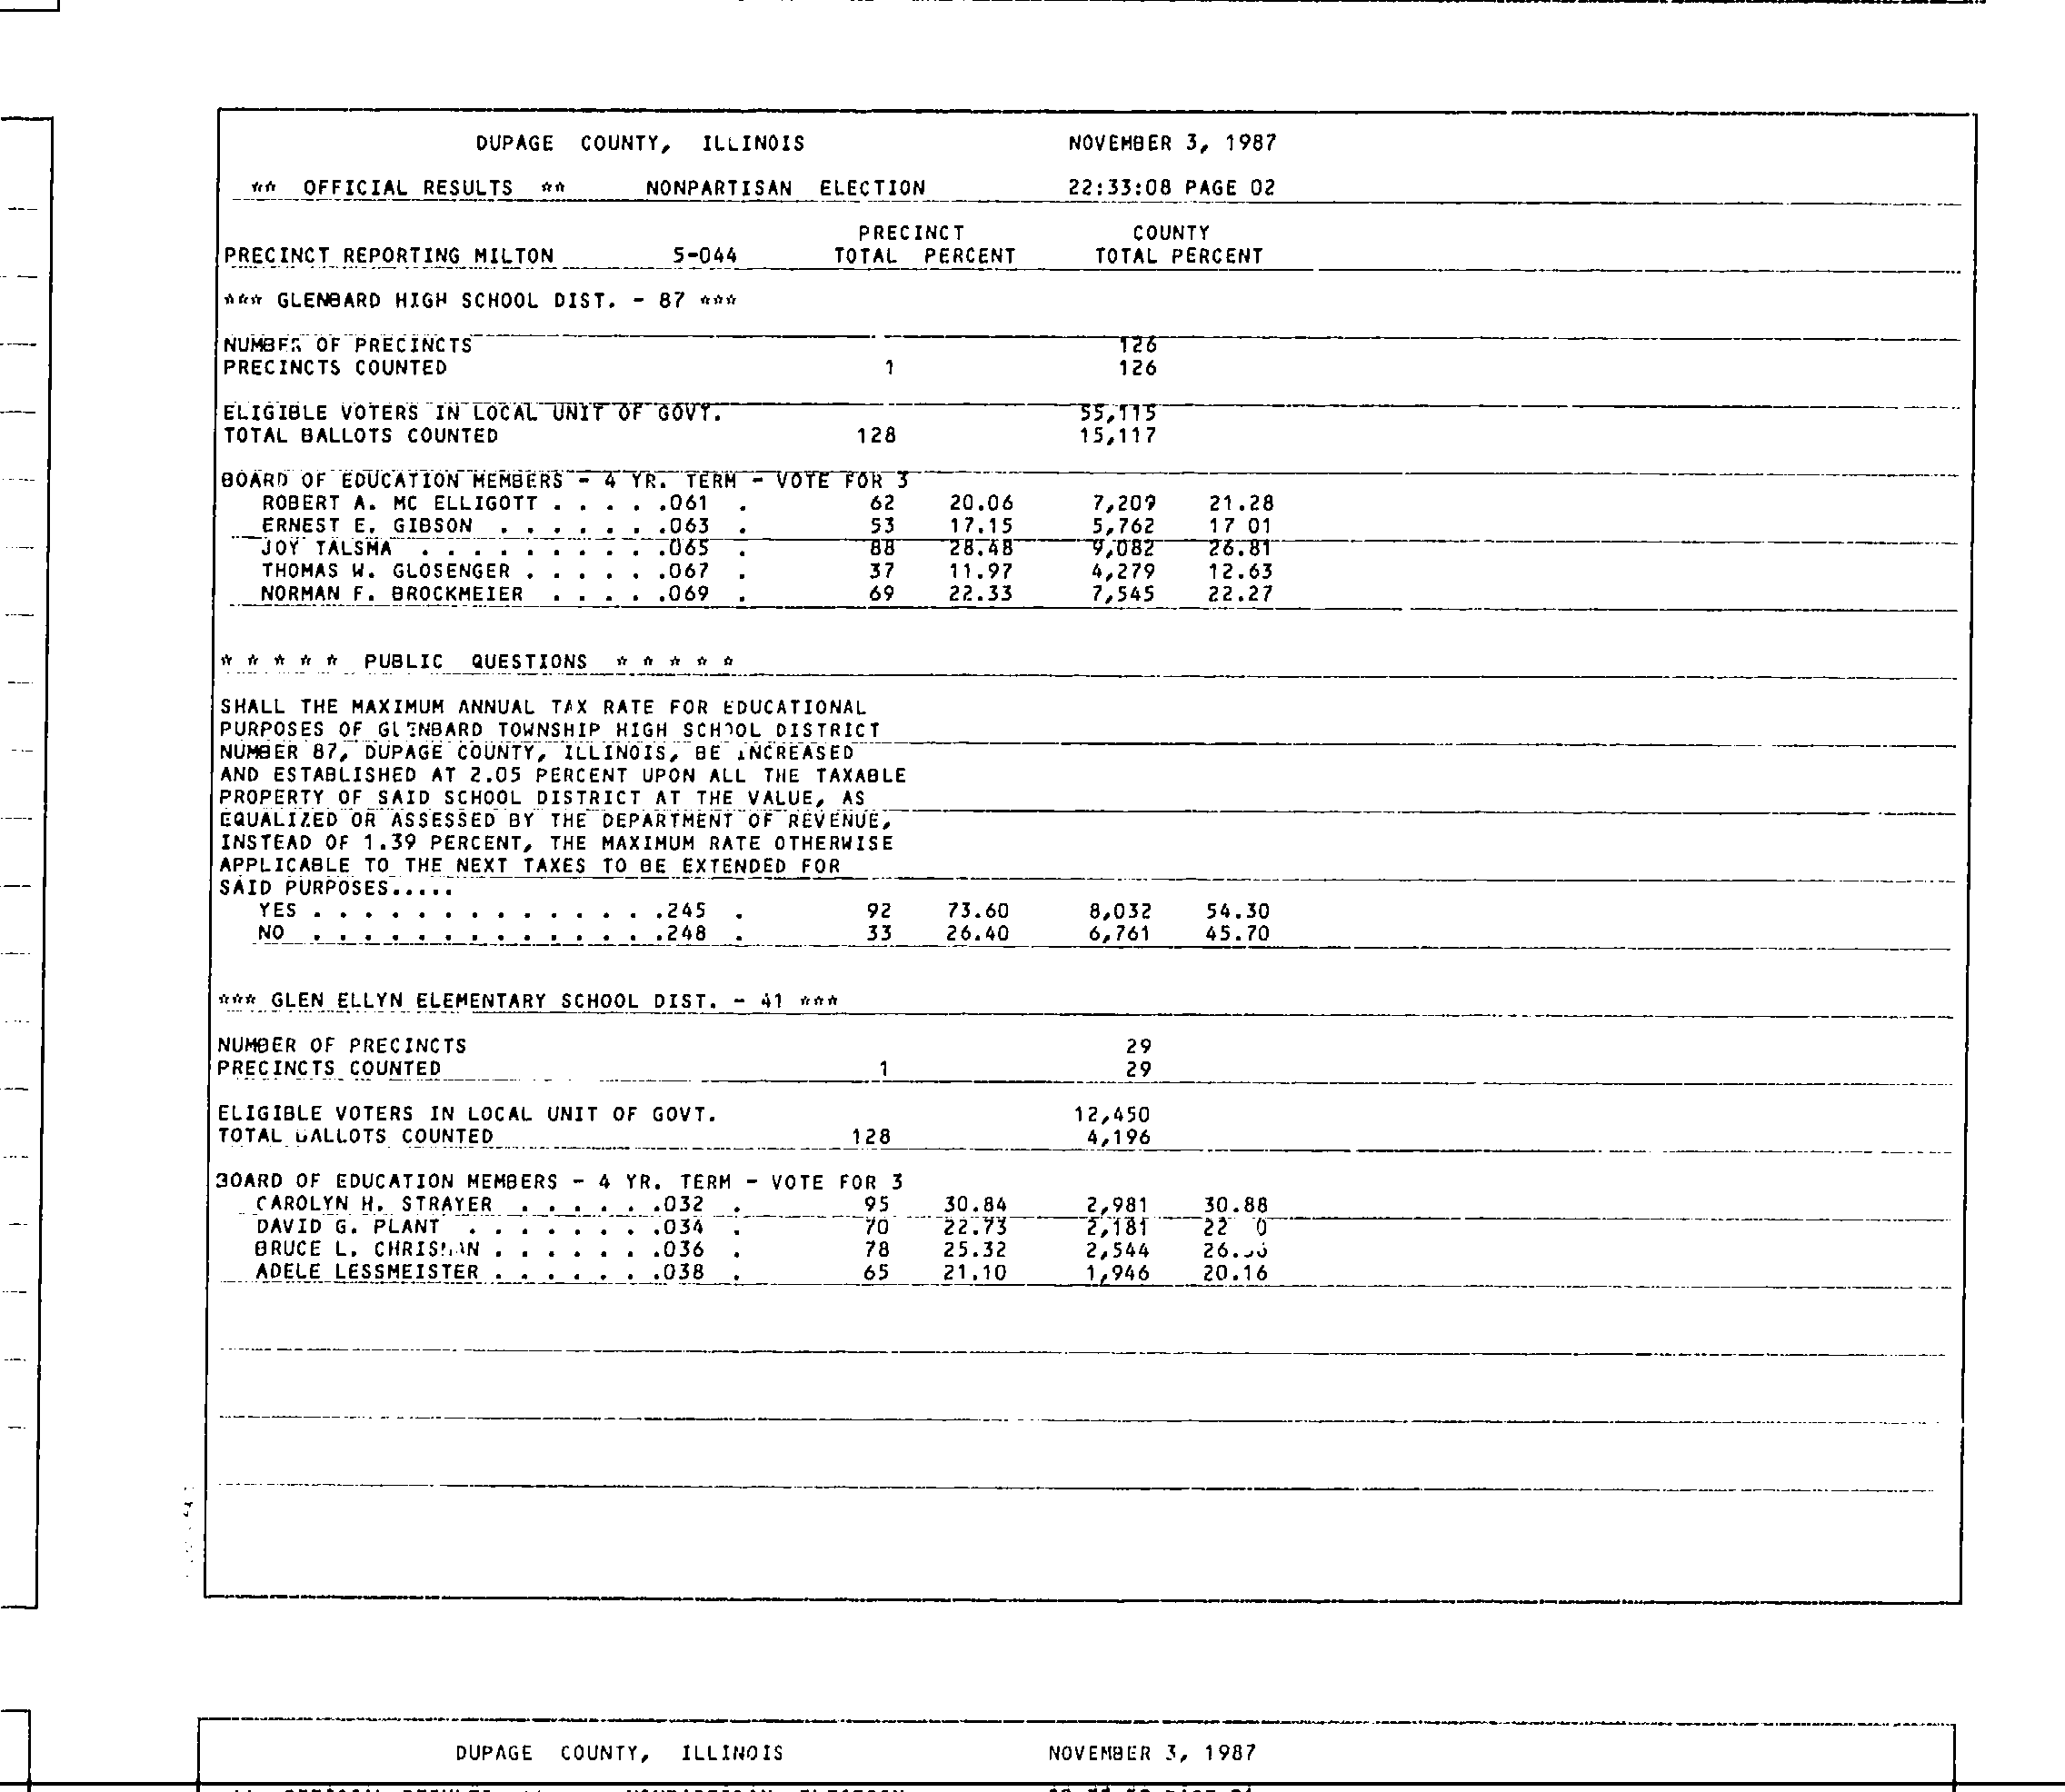 DUPAGE COUNTY, ILLINOIS NOVEMBER 3, 1987
** OFFICIAL RESULTS ** NONPARTISAN ELECTION 22:33:08 PAGE 02
PRECINCT COUNTY
PRECINCT REPORTING MILTON 5-044 TOTAL PERCENT TOTAL PERCENT
*** GLENBARD HIGH SCHOOL DIST. - 87 ***
NUMBER OF PRECINCTS 126
PRECINCTS COUNTED 1 126
ELIGIBLE VOTERS IN LOCAL UNIT OF GOVT. 55,115
TOTAL BALLOTS COUNTED 128 15,117
BOARD OF EDUCATION MEMBERS - 4 YR. TERM - VOTE FOR 3
ROBERT A. MC ELLIGOTT . . . . .061 . 62 20.06 7,209 21.28
ERNEST E. GIBSON . . . . . . .063 . 53 17.15 5,762 17 01
JOY TALSMA . . . . . . . . . .065 . 88 28.48 9,082 26.81
THOMAS W. GLOSENGER . . . . . .067 . 37 11.97 4,279 12.63
NORMAN F. BROCKMEIER . . . . .069 . 69 22.33 7,545 22.27
* * * * * PUBLIC QUESTIONS * * * * *
SHALL THE MAXIMUM ANNUAL TAX RATE FOR EDUCATIONAL
PURPOSES OF GLENBARD TOWNSHIP HIGH SCHOOL DISTRICT
NUMBER 87, DUPAGE COUNTY, ILLINOIS, BE INCREASED
AND ESTABLISHED AT 2.05 PERCENT UPON ALL THE TAXABLE
PROPERTY OF SAID SCHOOL DISTRICT AT THE VALUE, AS
EQUALIZED OR ASSESSED BY THE DEPARTMENT OF REVENUE,
INSTEAD OF 1.39 PERCENT, THE MAXIMUM RATE OTHERWISE
APPLICABLE TO THE NEXT TAXES TO BE EXTENDED FOR
SAID PURPOSES.....
YES . . . . . . . . . . . . . .245 . 92 73.60 8,032 54.30
NO . . . . . . . . . . . . . .248 . 33 26.40 6,761 45.70
*** GLEN ELLYN ELEMENTARY SCHOOL DIST. - 41 ***
NUMBER OF PRECINCTS 29
PRECINCTS COUNTED 1 29
ELIGIBLE VOTERS IN LOCAL UNIT OF GOVT. 12,450
TOTAL BALLOTS COUNTED 128 4,196
BOARD OF EDUCATION MEMBERS - 4 YR. TERM - VOTE FOR 3
CAROLYN H. STRAYER . . . . . .032 . 95 30.84 2,981 30.88
DAVID G. PLANT . . . . . . . .034 . 70 22.73 2,181
BRUCE L. CHRISMAN . . . . . . .036 . 78 25.32 2,544
ADELE LESSMEISTER . . . . . . .038 . 65 21.10 1,946 20.16
DUPAGE COUNTY, ILLINOIS NOVEMBER 3, 1987